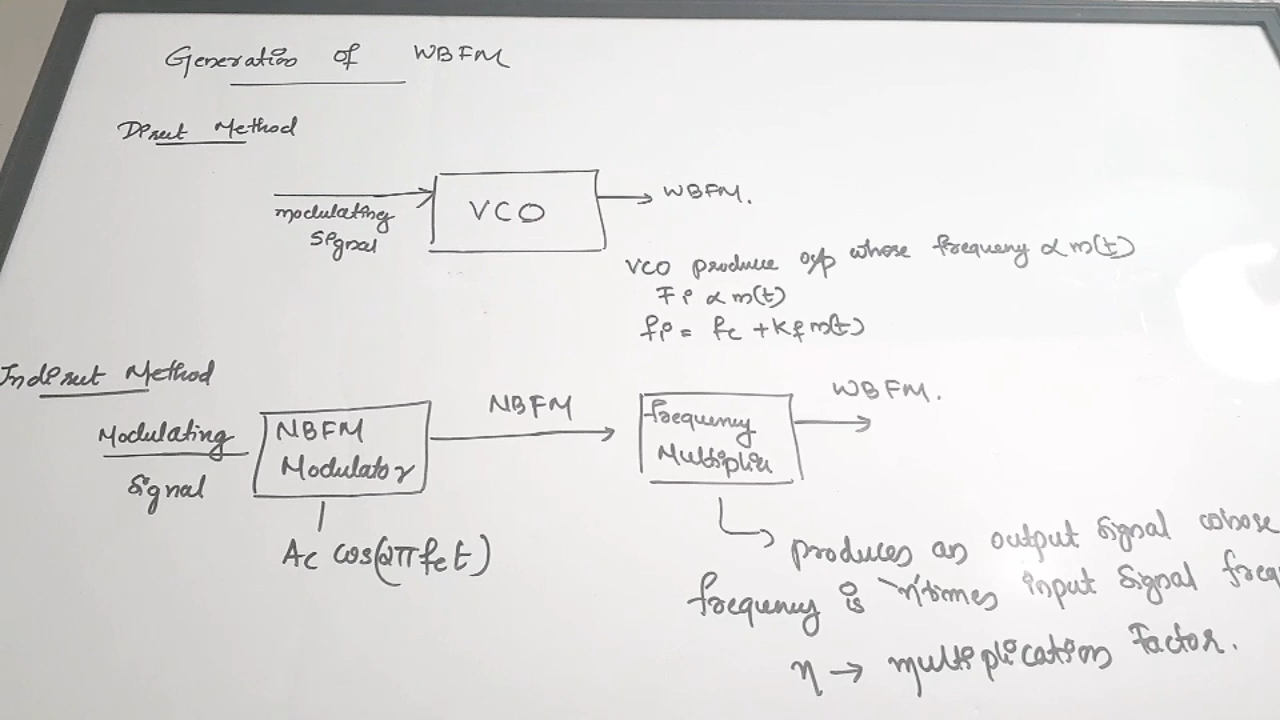 Generation of WBFM
Direct Method
modulating
signal
VCO
WBFM.
VCO produce o/p whose frequency ∝ m(t)
Fi ∝ m(t)
fi = fc + kf m(t)
Indirect Method
Modulating
Signal
NBFM
Modulator
NBFM
frequency
Multiplier
WBFM.
Ac cos(2πfct)
produces an output signal whose
frequency is 'n' times input signal freq
n → multiplication Factor.